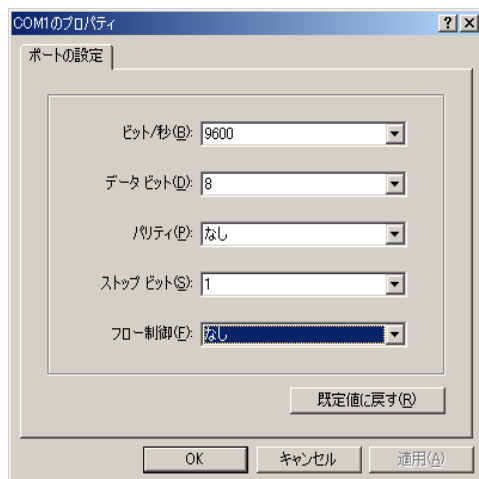 COM1のプロパティ
ポートの設定
ビット/秒(B): 9600
データ ビット(D): 8
パリティ(P): なし
ストップ ビット(S): 1
フロー制御(F): なし
既定値に戻す(R)
OK キャンセル 適用(A)